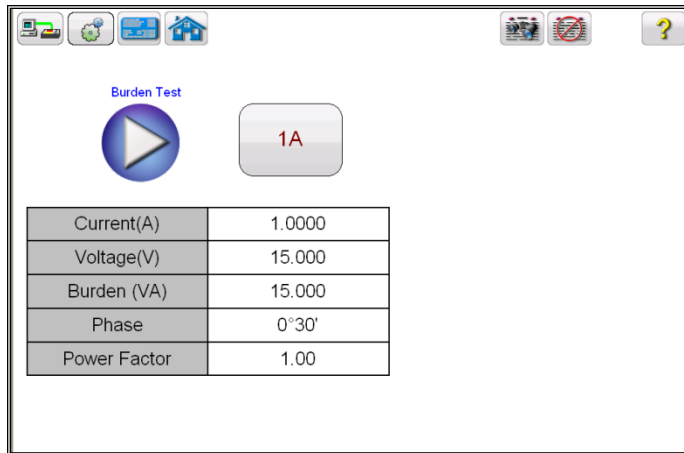 Burden Test
1A
Current(A) 1.0000
Voltage(V) 15.000
Burden (VA) 15.000
Phase 0°30'
Power Factor 1.00